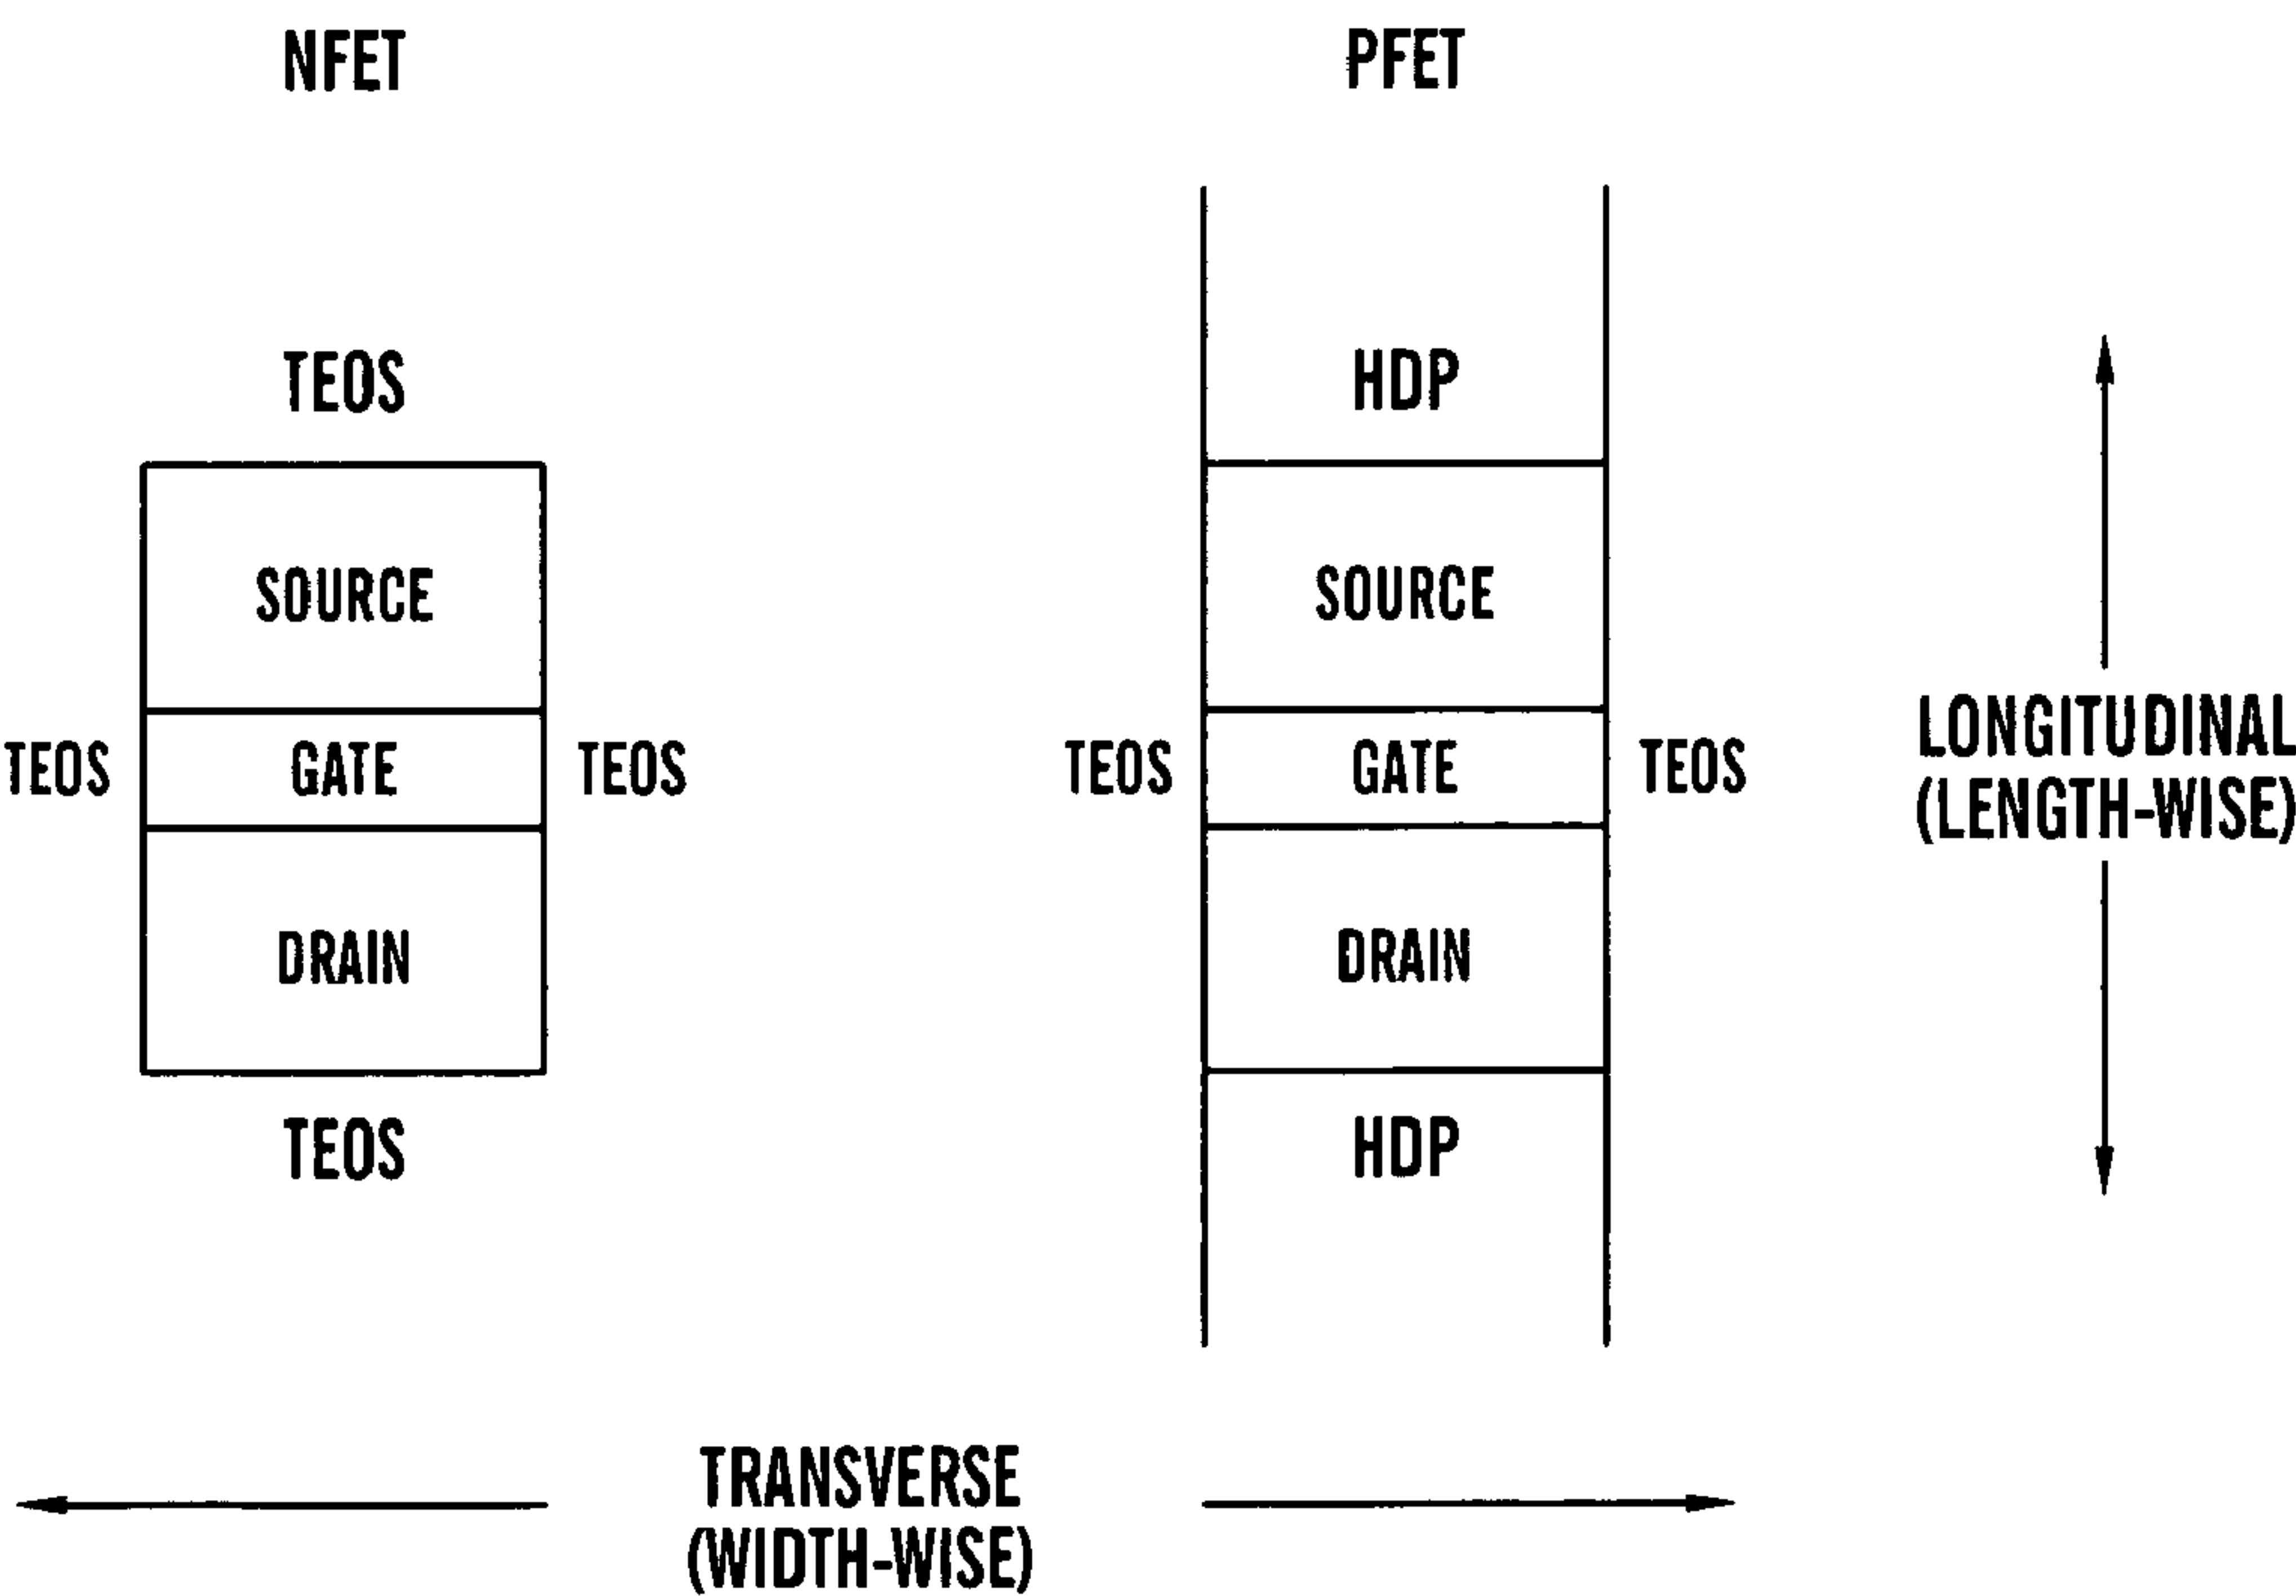 NFET
PFET
TEOS
HDP
SOURCE
SOURCE
TEOS
GATE
TEOS
TEOS
GATE
TEOS
LONGITUDINAL
(LENGTH-WISE)
DRAIN
DRAIN
TEOS
HDP
TRANSVERSE
(WIDTH-WISE)